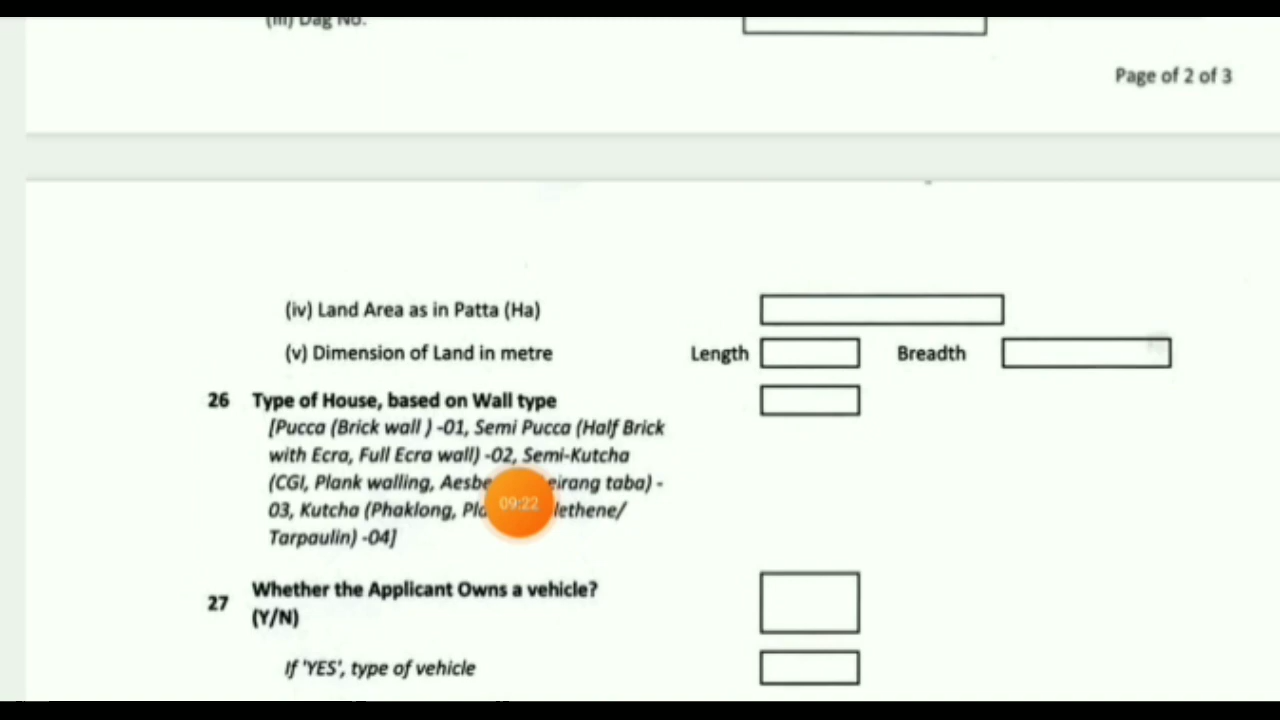 (iii) Dag No.
Page of 2 of 3
(iv) Land Area as in Patta (Ha)
(v) Dimension of Land in metre Length Breadth
26 Type of House, based on Wall type
[Pucca (Brick wall ) -01, Semi Pucca (Half Brick
with Ecra, Full Ecra wall) -02, Semi-Kutcha
(CGI, Plank walling, taba) -
03, Kutcha (Phaklong,
Tarpaulin) -04]
09:22
27 Whether the Applicant Owns a vehicle?
(Y/N)
If 'YES', type of vehicle